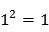 1² = 1